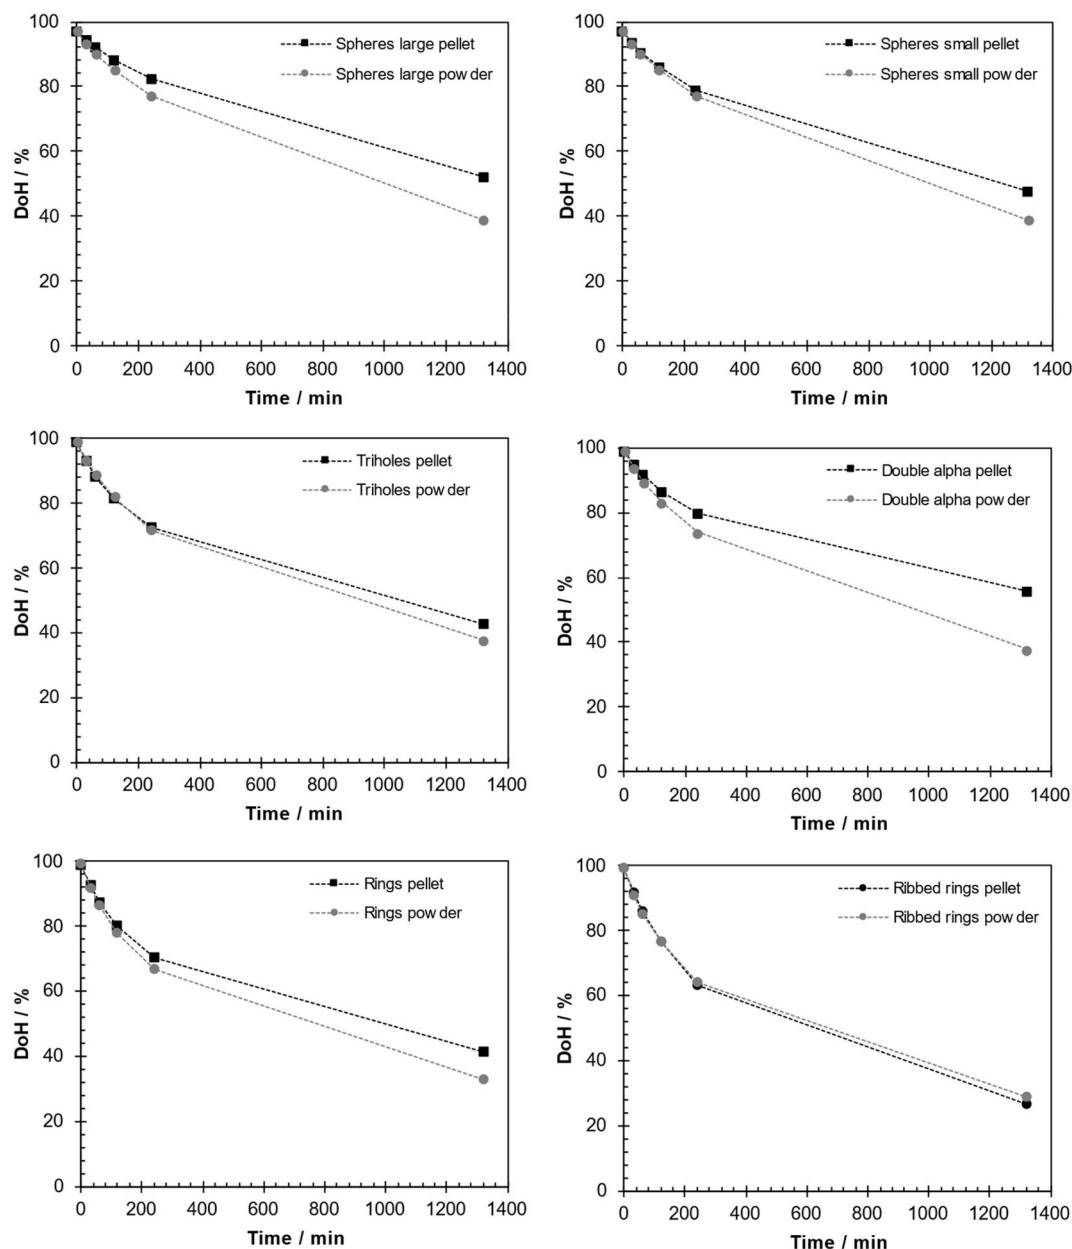 100
80
60
40
20
0
DoH / %
Spheres large pellet
Spheres large pow der
0 200 400 600 800 1000 1200 1400
Time / min
100
80
60
40
20
0
DoH / %
Spheres small pellet
Spheres small pow der
0 200 400 600 800 1000 1200 1400
Time / min
100
80
60
40
20
0
DoH / %
Triholes pellet
Triholes pow der
0 200 400 600 800 1000 1200 1400
Time / min
100
80
60
40
20
0
DoH / %
Double alpha pellet
Double alpha pow der
0 200 400 600 800 1000 1200 1400
Time / min
100
80
60
40
20
0
DoH / %
Rings pellet
Rings pow der
0 200 400 600 800 1000 1200 1400
Time / min
100
80
60
40
20
0
DoH / %
Ribbed rings pellet
Ribbed rings pow der
0 200 400 600 800 1000 1200 1400
Time / min